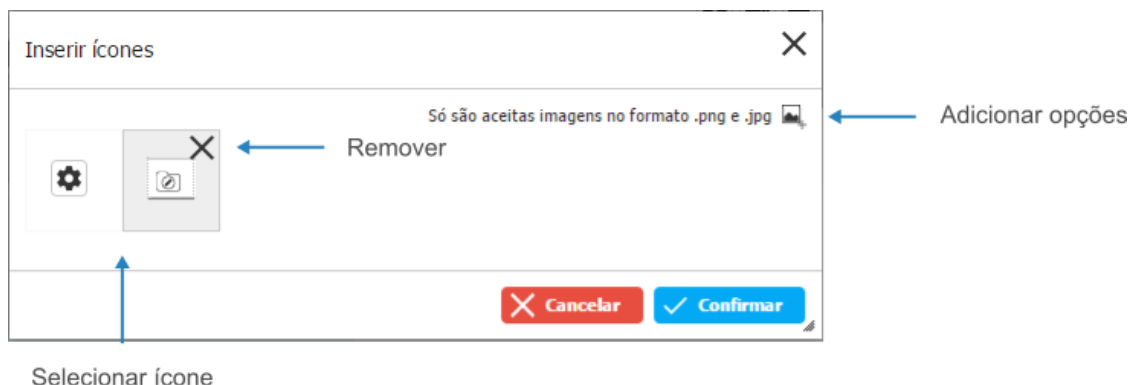 Inserir ícones
Só são aceitas imagens no formato .png e .jpg
Adicionar opções
Remover
Cancelar
Confirmar
Selecionar ícone